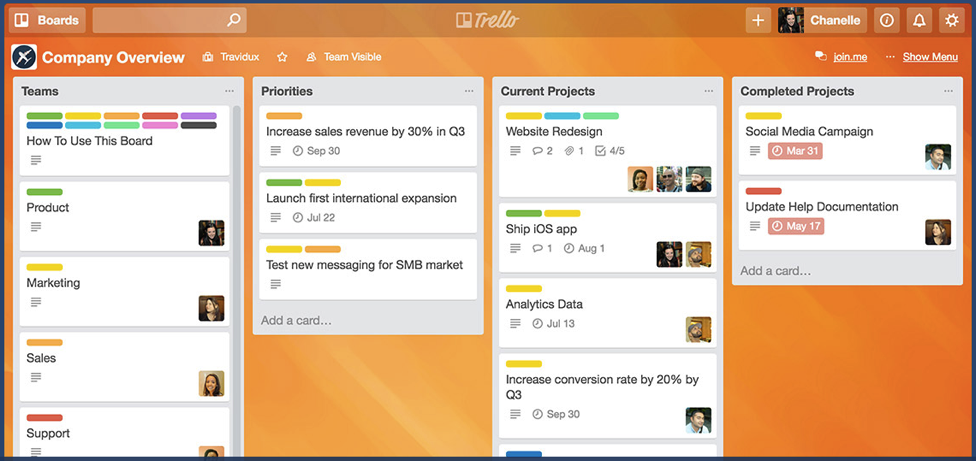 Boards
Trello
Chanelle
Company Overview
Travidux
Team Visible
join.me
... Show Menu
Teams
...
How To Use This Board
Product
Marketing
Sales
Support
Priorities
...
Increase sales revenue by 30% in Q3
Sep 30
Launch first international expansion
Jul 22
Test new messaging for SMB market
Add a card…
Current Projects
...
Website Redesign
2
1
4/5
Ship iOS app
1
Aug 1
Analytics Data
Jul 13
Increase conversion rate by 20% by
Q3
Sep 30
Completed Projects
...
Social Media Campaign
Mar 31
Update Help Documentation
May 17
Add a card…